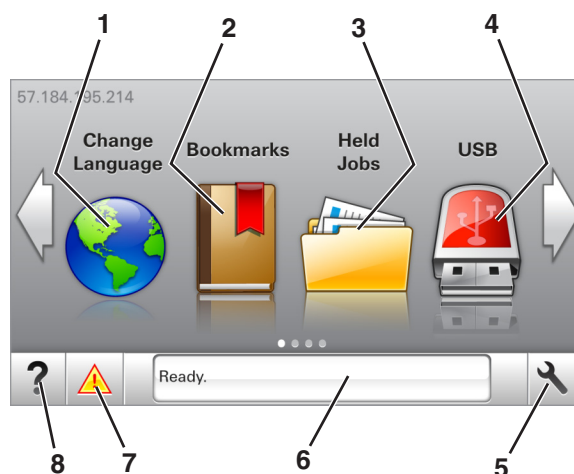 1 2 3 4
57.184.195.214
Change Language
Bookmarks
Held Jobs
USB
? Ready.
8 7 6 5